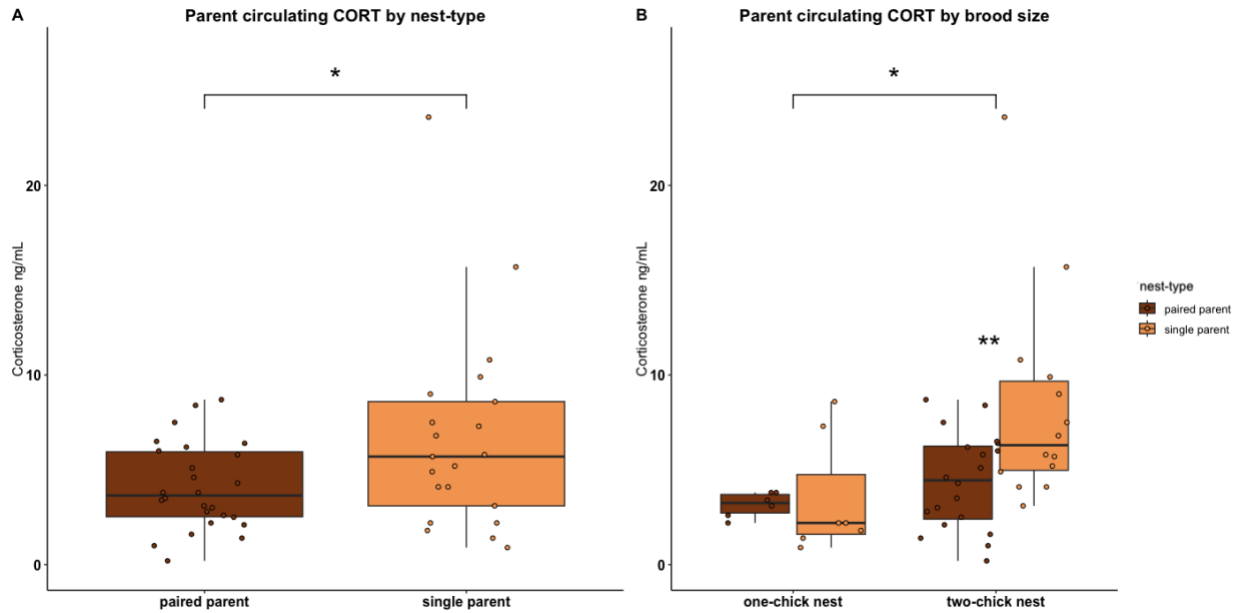 A
Parent circulating CORT by nest-type
*
Corticosterone ng/mL
20
10
0
paired parent
single parent
B
Parent circulating CORT by brood size
*
**
Corticosterone ng/mL
20
10
0
one-chick nest
two-chick nest
nest-type
paired parent
single parent